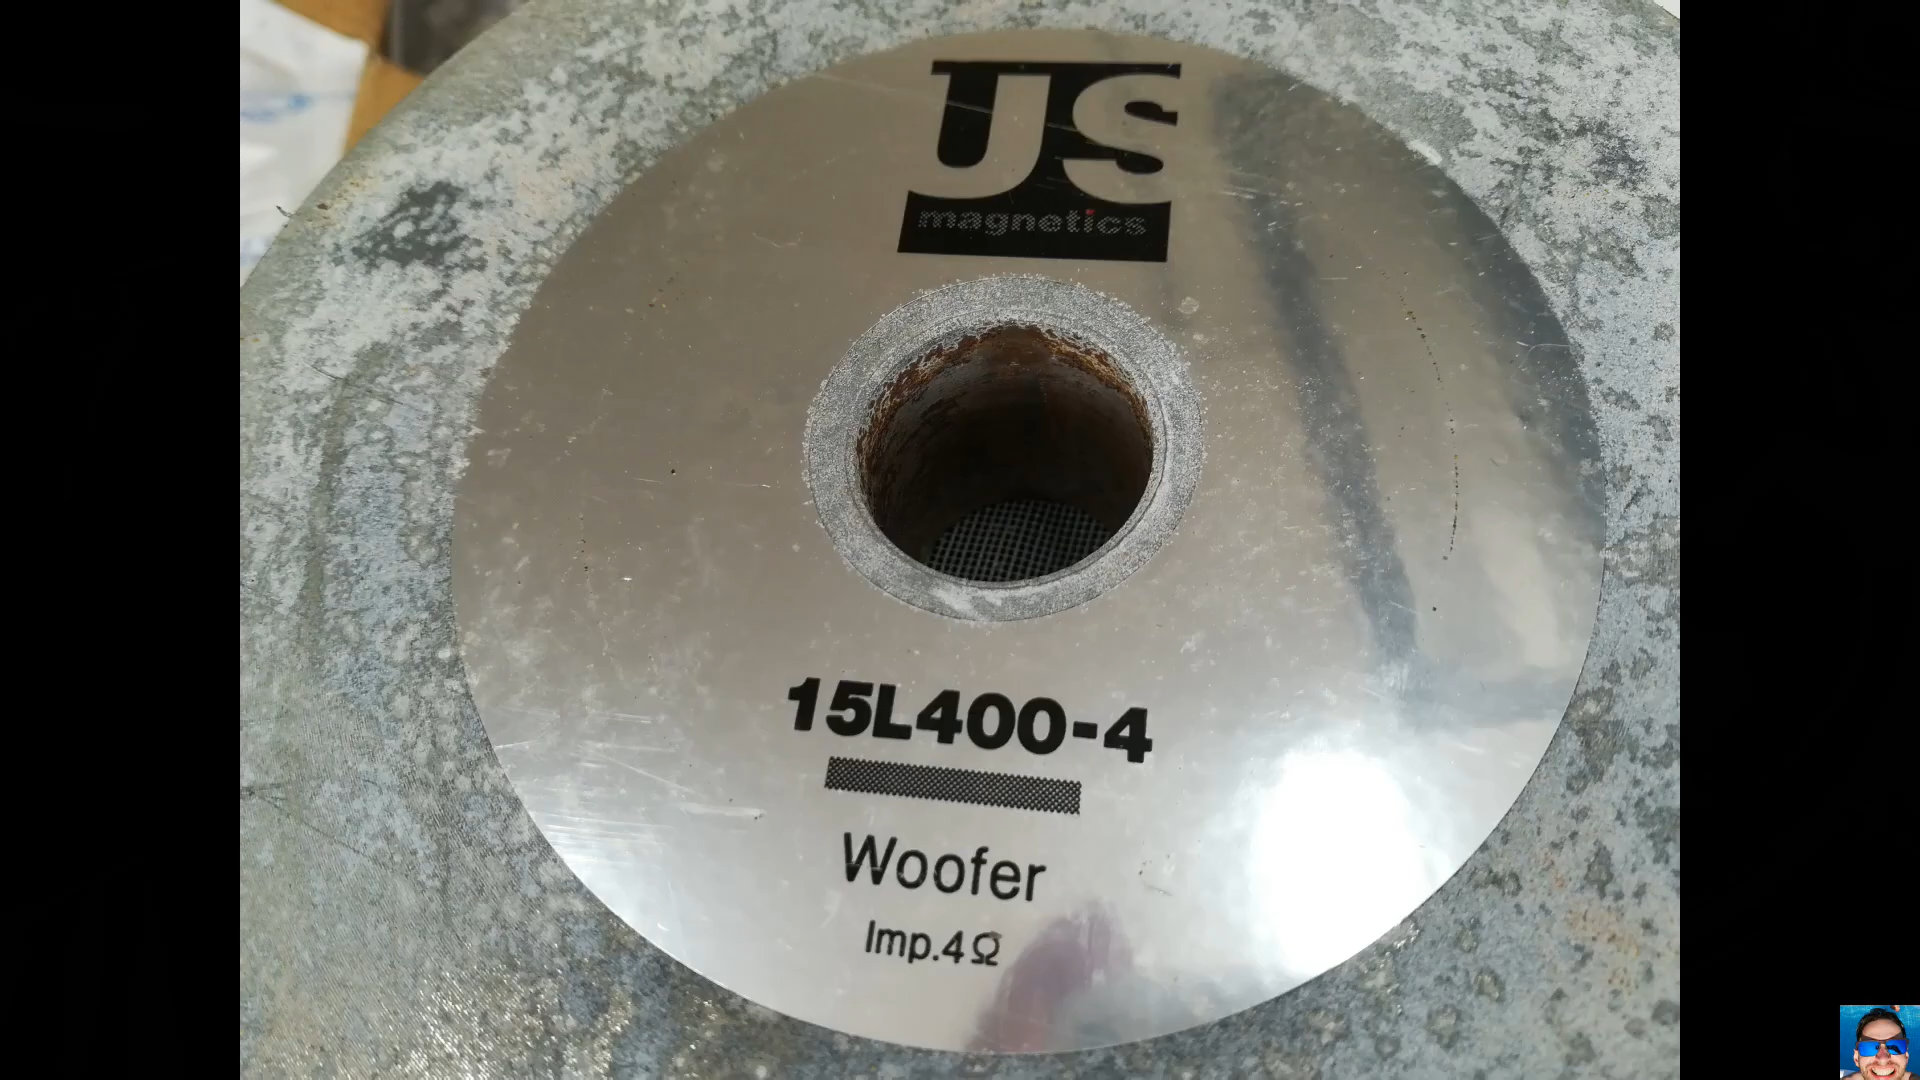 US
magnetics
15L400-4
Woofer
Imp.4Ω